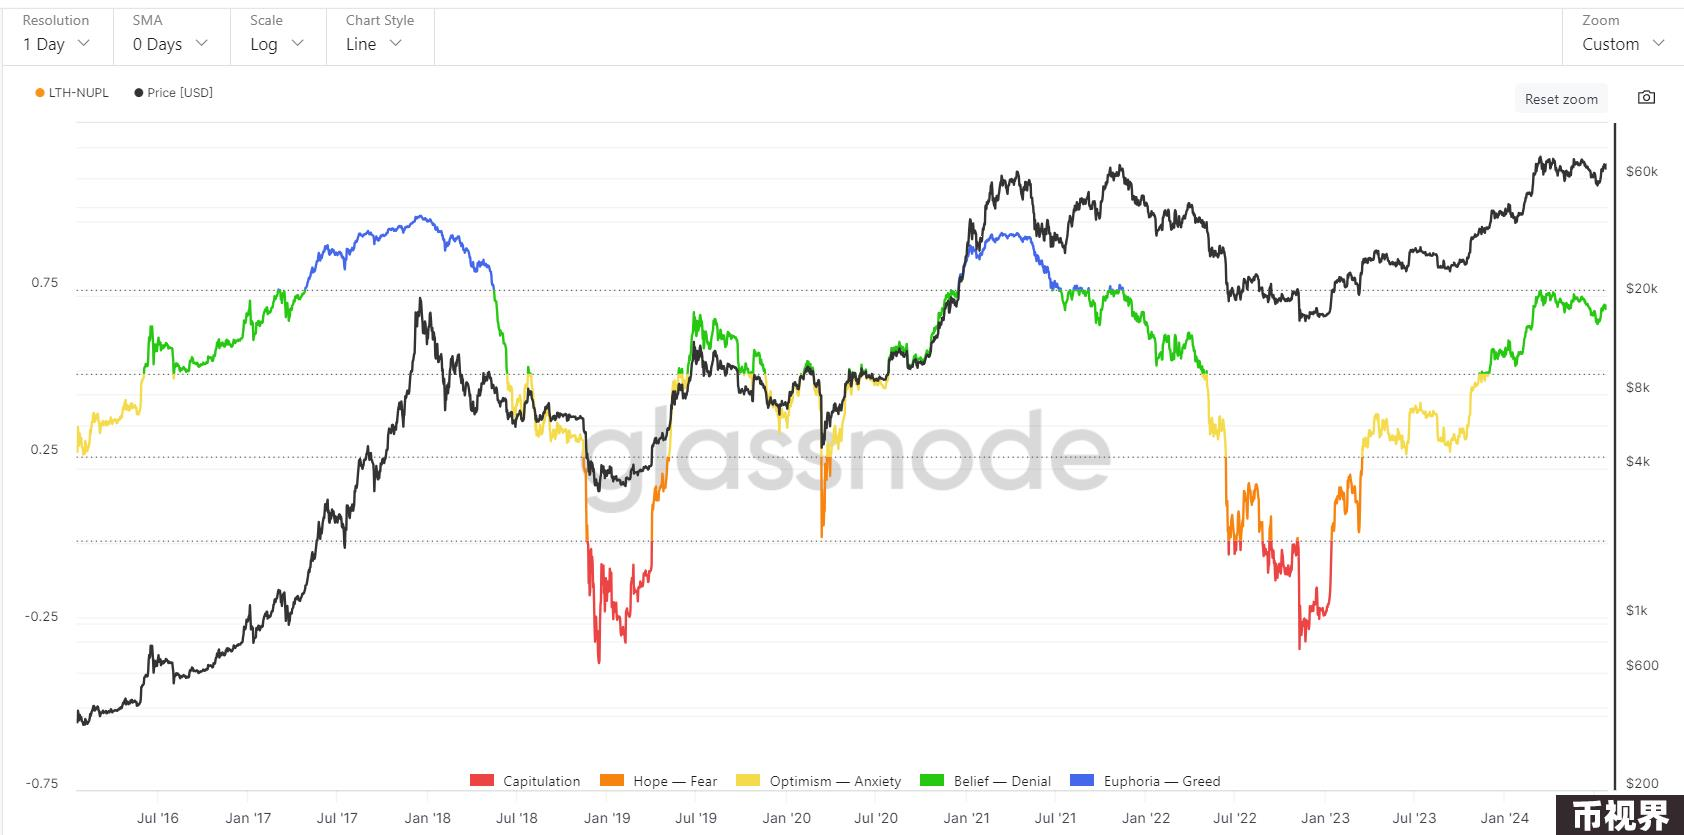 Resolution SMA Scale Chart Style Zoom
1 Day 0 Days Log Line Custom
LTH-NUPL Price [USD] Reset zoom
$60k
0.75 $20k
$8k
glassnode
0.25 $4k
-0.25 $1k
$600
Capitulation Hope — Fear Optimism — Anxiety Belief — Denial Euphoria — Greed
-0.75 $200
Jul '16 Jan '17 Jul '17 Jan '18 Jul '18 Jan '19 Jul '19 Jan '20 Jul '20 Jan '21 Jul '21 Jan '22 Jul '22 Jan '23 Jul '23 Jan '24
币视界